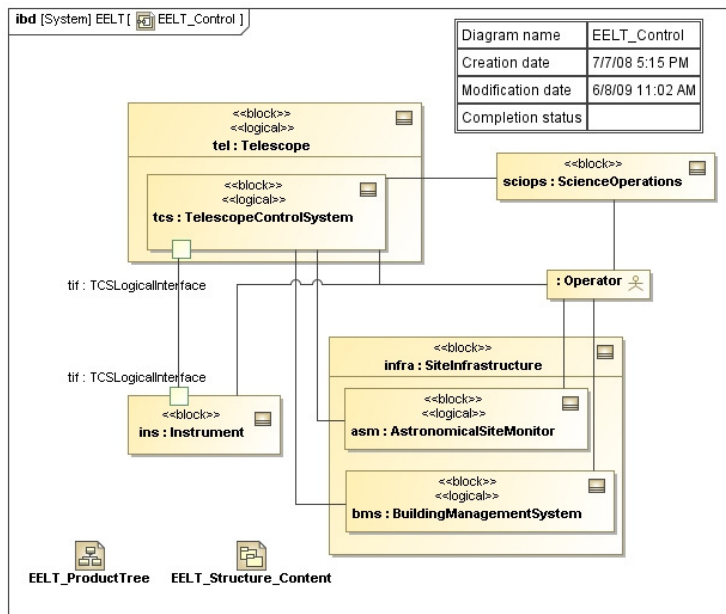 ibd [System] EELT[ EELT_Control ]
Diagram name EELT_Control
Creation date 7/7/08 5:15 PM
Modification date 6/8/09 11:02 AM
Completion status
<<block>>
<<logical>>
tel : Telescope
<<block>>
sciops : ScienceOperations
<<block>>
<<logical>>
tcs : TelescopeControlSystem
tif : TCSLogicalInterface
: Operator
<<block>>
infra : SiteInfrastructure
tif : TCSLogicalInterface
<<block>>
ins : Instrument
<<block>>
<<logical>>
asm : AstronomicalSiteMonitor
<<block>>
<<logical>>
bms : BuildingManagementSystem
EELT_ProductTree
EELT_Structure_Content